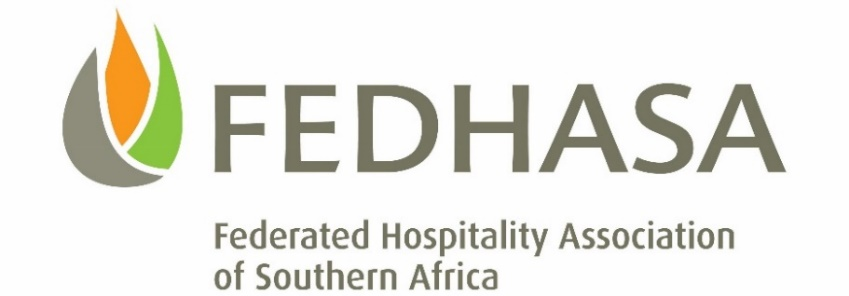 FEDHASA
Federated Hospitality Association
of Southern Africa